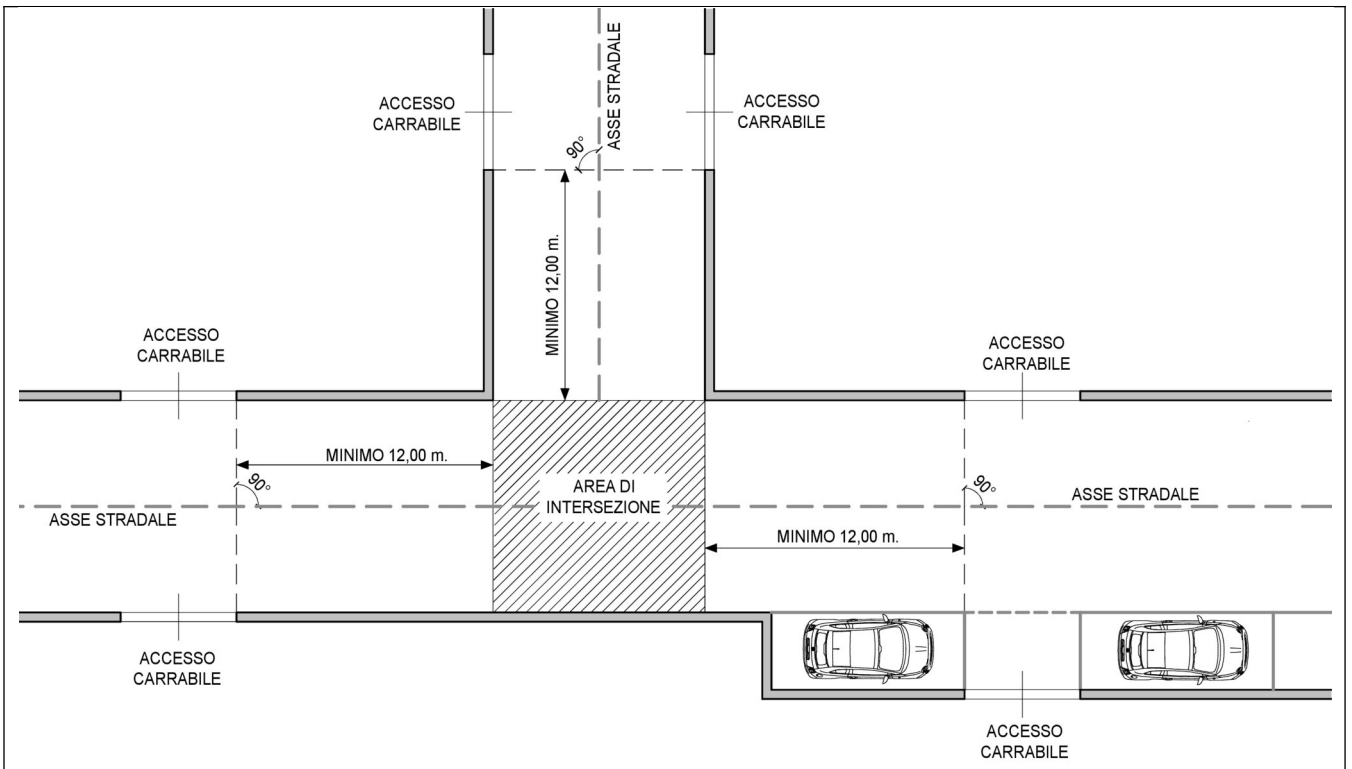 ASSE STRADALE
ACCESSO
CARRABILE
ACCESSO
CARRABILE
90°
MINIMO 12,00 m.
ACCESSO
CARRABILE
ACCESSO
CARRABILE
MINIMO 12,00 m.
90°
AREA DI
INTERSEZIONE
90°
ASSE STRADALE
ASSE STRADALE
MINIMO 12,00 m.
ACCESSO
CARRABILE
ACCESSO
CARRABILE